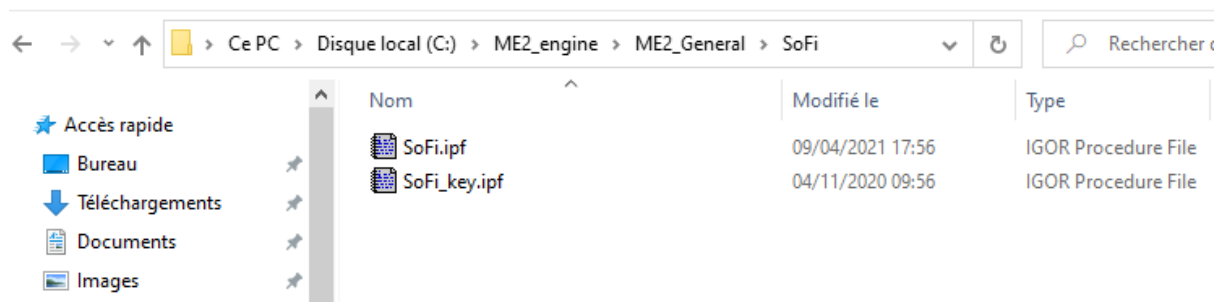 Ce PC > Disque local (C:) > ME2_engine > ME2_General > SoFi Rechercher
Nom Modifié le Type
Accès rapide
SoFi.ipf 09/04/2021 17:56 IGOR Procedure File
Bureau
SoFi_key.ipf 04/11/2020 09:56 IGOR Procedure File
Téléchargements
Documents
Images